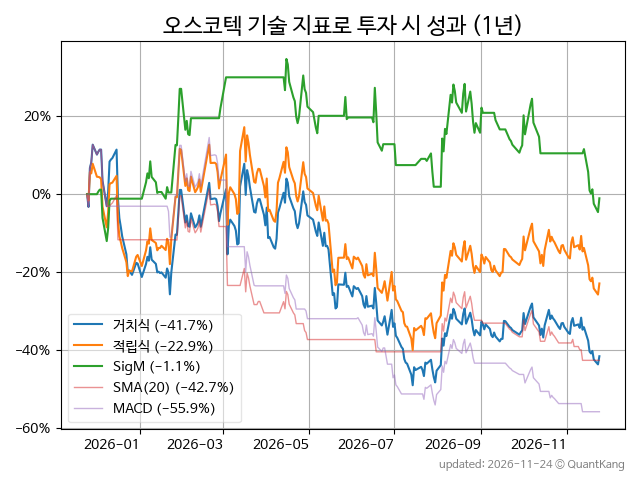 오스코텍 기술 지표로 투자 시 성과 (1년)
20%
0%
−20%
−40%
−60%
거치식 (−41.7%)
적립식 (−22.9%)
SigM (−1.1%)
SMA(20) (−42.7%)
MACD (−55.9%)
2026−01 2026−03 2026−05 2026−07 2026−09 2026−11
updated: 2026-11-24 © QuantKang